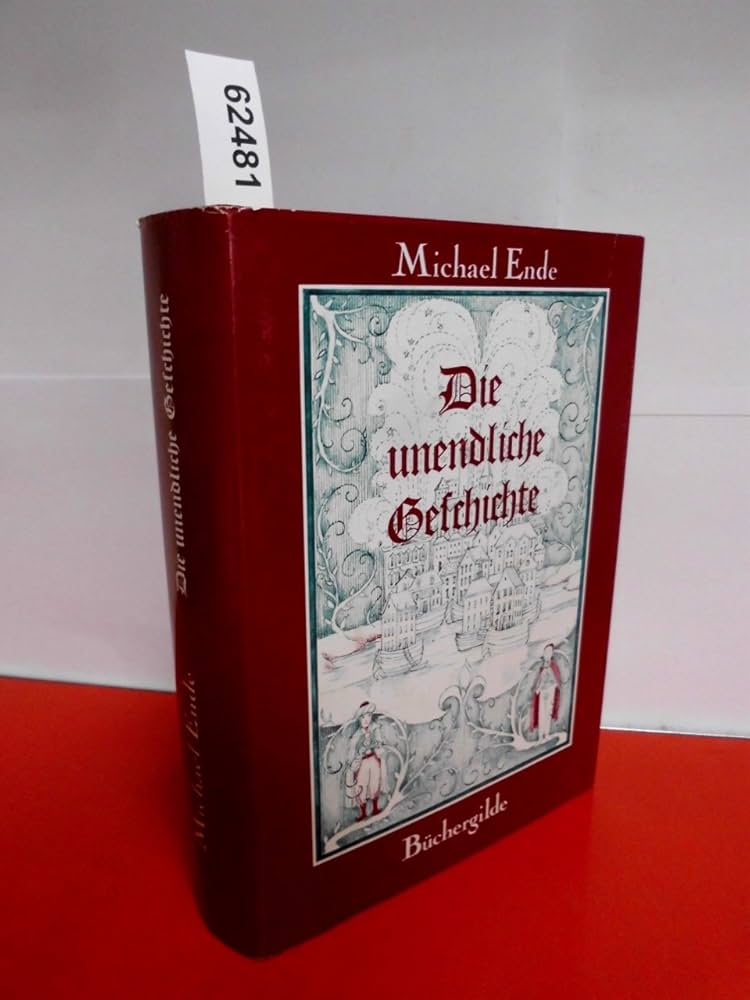 62481
Michael Ende
Die
unendliche
Geſchichte
Büchergilde
Michael Ende
Die unendliche Geſchichte